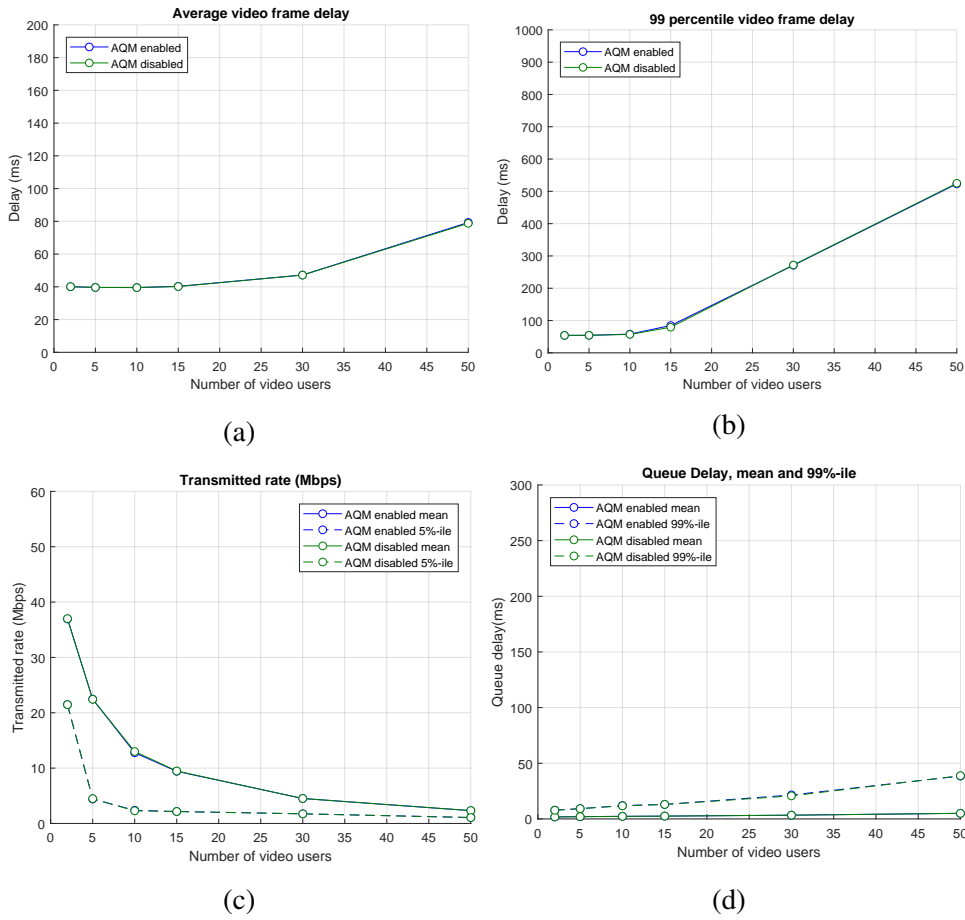 Average video frame delay
200
180
160
140
120
100
80
60
40
20
0
Delay (ms)
AQM enabled
AQM disabled
0 5 10 15 20 25 30 35 40 45 50
Number of video users
(a)
99 percentile video frame delay
1000
900
800
700
600
500
400
300
200
100
0
Delay (ms)
AQM enabled
AQM disabled
0 5 10 15 20 25 30 35 40 45 50
Number of video users
(b)
Transmitted rate (Mbps)
60
50
40
30
20
10
0
Transmitted rate (Mbps)
AQM enabled mean
AQM enabled 5%-ile
AQM disabled mean
AQM disabled 5%-ile
0 5 10 15 20 25 30 35 40 45 50
Number of video users
(c)
Queue Delay, mean and 99%-ile
300
250
200
150
100
50
0
Queue delay(ms)
AQM enabled mean
AQM enabled 99%-ile
AQM disabled mean
AQM disabled 99%-ile
0 5 10 15 20 25 30 35 40 45 50
Number of video users
(d)